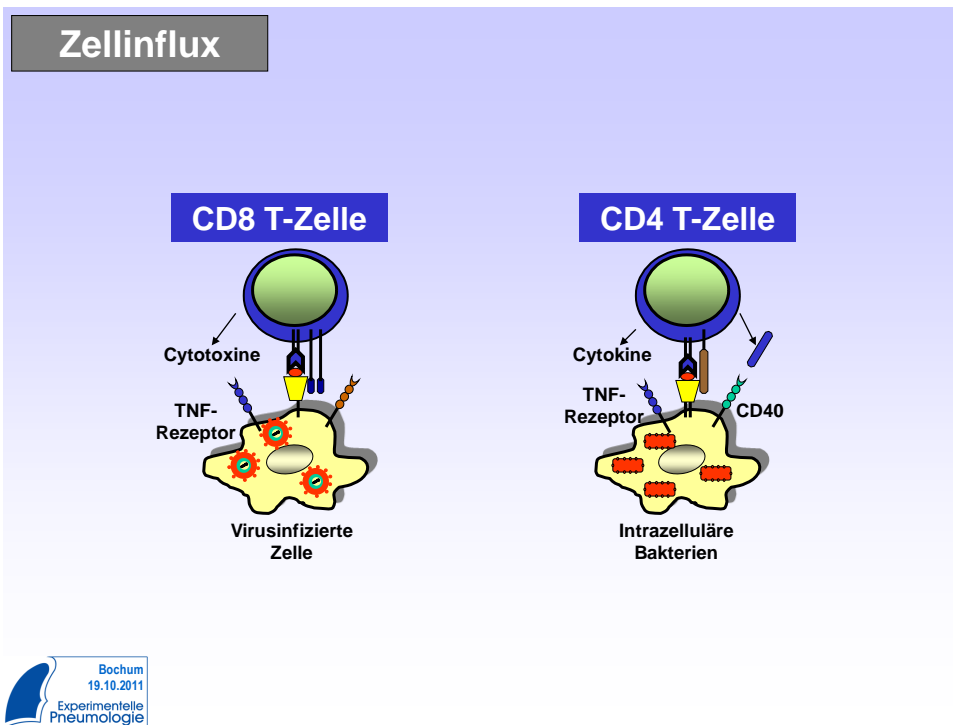 Zellinflux
CD8 T-Zelle
Cytotoxine
TNF-
Rezeptor
Virusinfizierte
Zelle
CD4 T-Zelle
Cytokine
TNF-
Rezeptor
CD40
Intrazelluläre
Bakterien
Bochum
19.10.2011
Experimentelle
Pneumologie